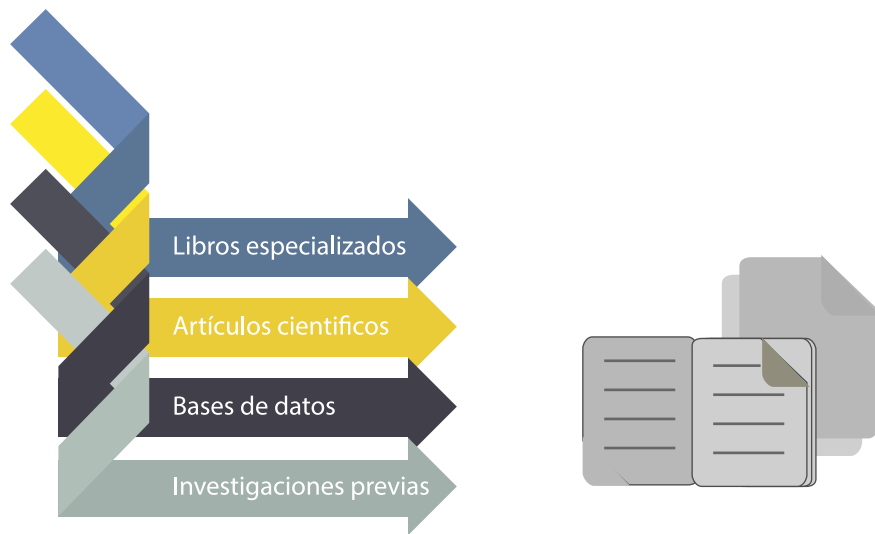 Libros especializados
Artículos cientificos
Bases de datos
Investigaciones previas